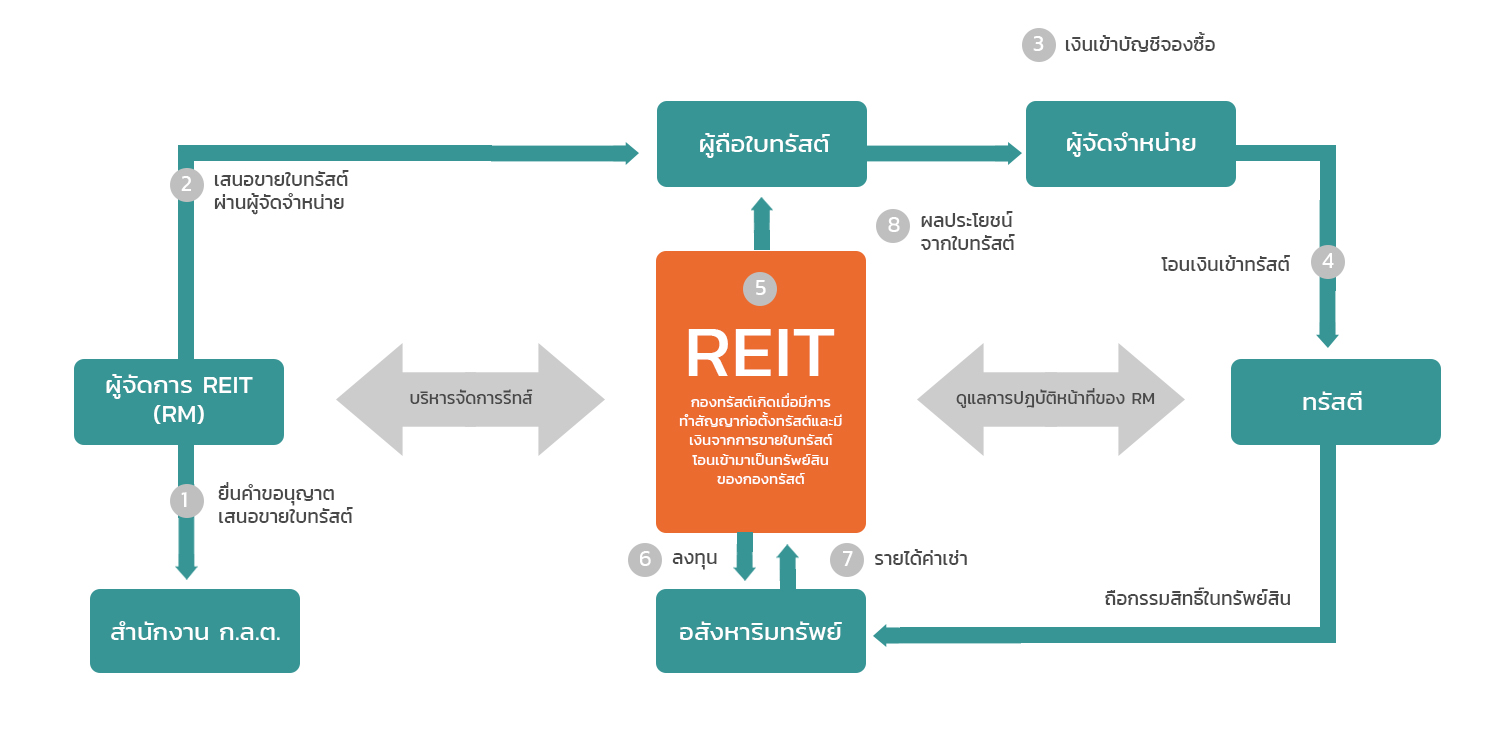 3 เงินเข้าบัญชีจองซื้อ
ผู้ถือใบทรัสต์
ผู้จัดจำหน่าย
2 เสนอขายใบทรัสต์
ผ่านผู้จัดจำหน่าย
8 ผลประโยชน์
จากใบทรัสต์
โอนเงินเข้าทรัสต์ 4
5
REIT
กองทรัสต์เกิดเมื่อมีการ
ทำสัญญาก่อตั้งทรัสต์และมี
เงินจากการขายใบทรัสต์
โอนเข้ามาเป็นทรัพย์สิน
ของกองทรัสต์
ผู้จัดการ REIT
(RM)
บริหารจัดการรีทส์
ดูแลการปฎบัติหน้าที่ของ RM
ทรัสตี
1 ยื่นคำขอนุญาต
เสนอขายใบทรัสต์
6 ลงทุน
7 รายได้ค่าเช่า
ถือกรรมสิทธิ์ในทรัพย์สิน
สำนักงาน ก.ล.ต.
อสังหาริมทรัพย์